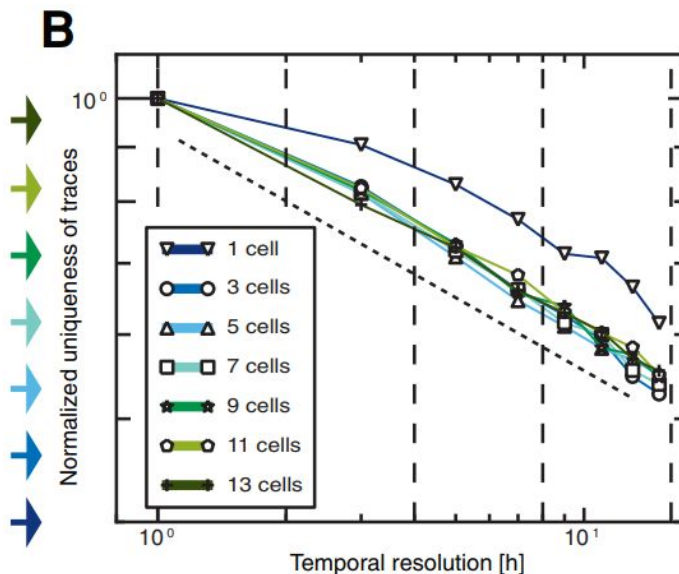 B
Normalized uniqueness of traces
10⁰
1 cell
3 cells
5 cells
7 cells
9 cells
11 cells
13 cells
10⁰
10¹
Temporal resolution [h]